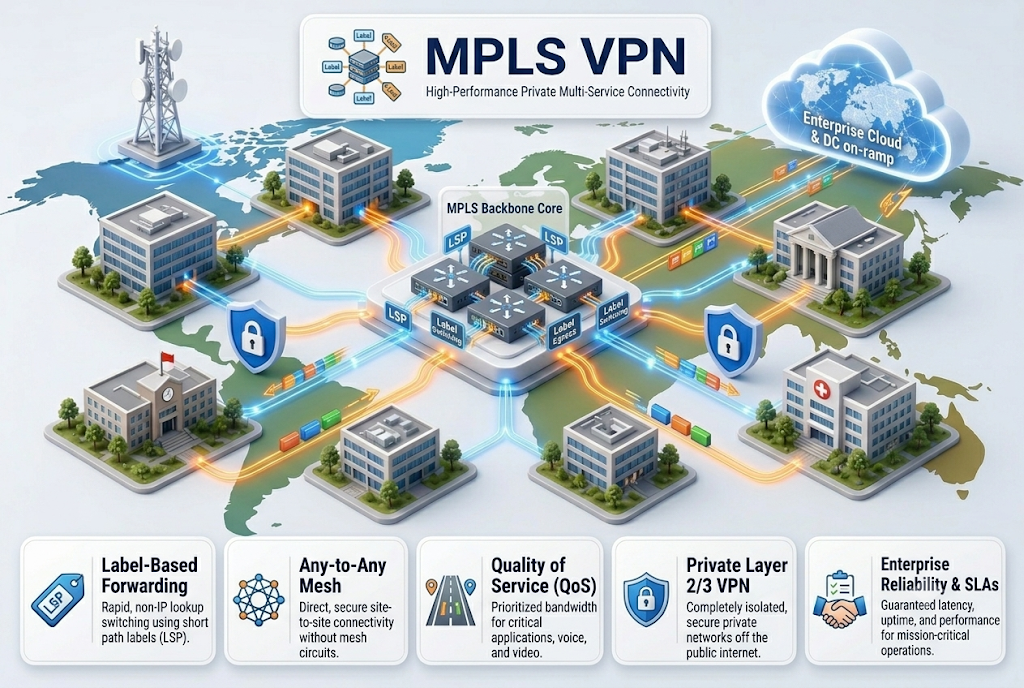 Label
Label
Label
Label
MPLS VPN
High-Performance Private Multi-Service Connectivity
Enterprise Cloud
& DC on-ramp
MPLS Backbone Core
LSP
LSP
LSP
Label
Label
Egress
Label
LSP
Label-Based
Forwarding
Rapid, non-IP lookup
switching using short
path labels (LSP).
Any-to-Any
Mesh
Direct, secure site-
to-site connectivity
without mesh
circuits.
Quality of
Service (QoS)
Prioritized bandwidth
for critical
applications, voice,
and video.
Private Layer
2/3 VPN
Completely isolated,
secure private
networks off the
public internet.
Enterprise
Reliability & SLAs
Guaranteed latency,
uptime, and performance
for mission-critical
operations.